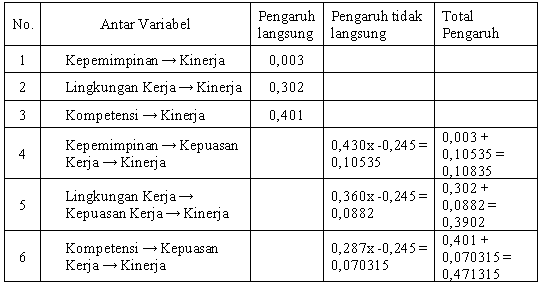 No. Antar Variabel Pengaruh langsung Pengaruh tidak langsung Total Pengaruh
1 Kepemimpinan → Kinerja 0,003
2 Lingkungan Kerja → Kinerja 0,302
3 Kompetensi → Kinerja 0,401
4 Kepemimpinan → Kepuasan Kerja → Kinerja 0,430x -0,245 = 0,10535 0,003 + 0,10535 = 0,10835
5 Lingkungan Kerja → Kepuasan Kerja → Kinerja 0,360x -0,245 = 0,0882 0,302 + 0,0882 = 0,3902
6 Kompetensi → Kepuasan Kerja → Kinerja 0,287x -0,245 = 0,070315 0,401 + 0,070315 = 0,471315